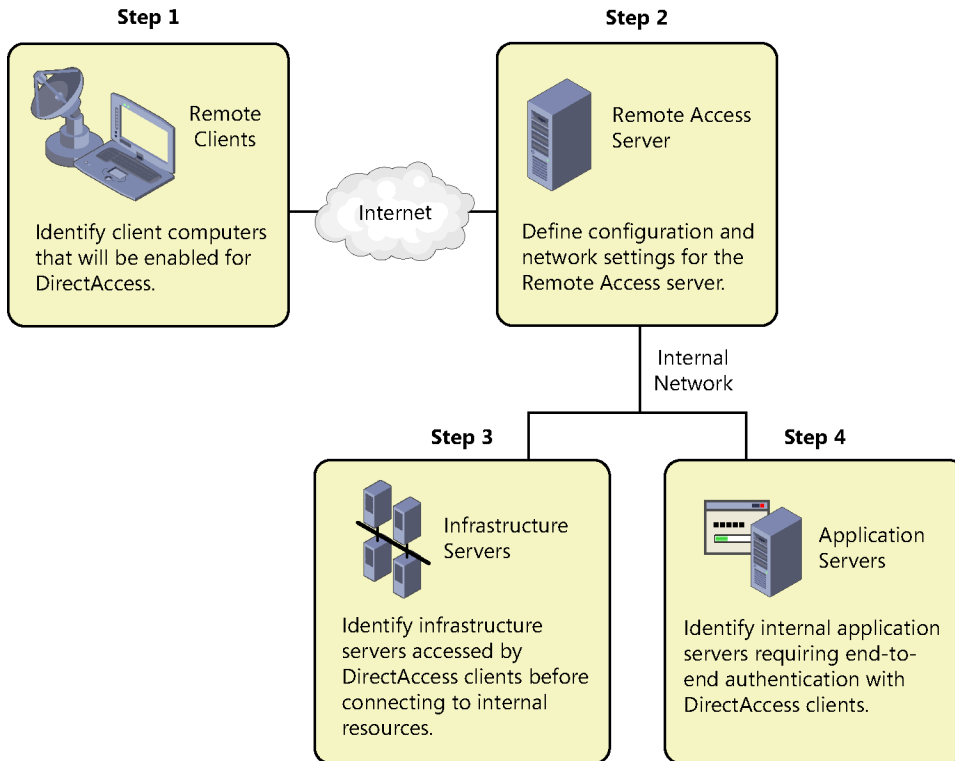 Step 1
Remote
Clients
Identify client computers
that will be enabled for
DirectAccess.
Internet
Step 2
Remote Access
Server
Define configuration and
network settings for the
Remote Access server.
Internal
Network
Step 3
Infrastructure
Servers
Identify infrastructure
servers accessed by
DirectAccess clients before
connecting to internal
resources.
Step 4
Application
Servers
Identify internal application
servers requiring end-to-
end authentication with
DirectAccess clients.